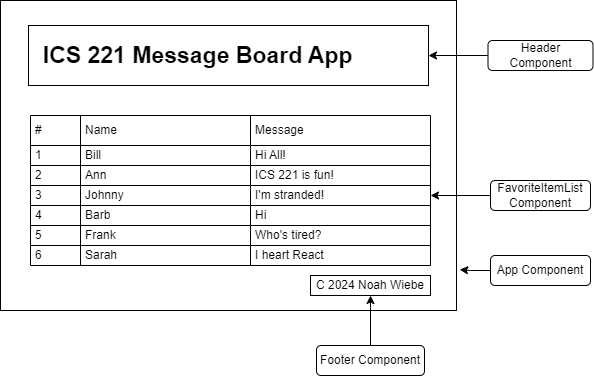 ICS 221 Message Board App
Header
Component
# Name Message
1 Bill Hi All!
2 Ann ICS 221 is fun!
3 Johnny I'm stranded!
4 Barb Hi
5 Frank Who's tired?
6 Sarah I heart React
FavoriteItemList
Component
App Component
C 2024 Noah Wiebe
Footer Component